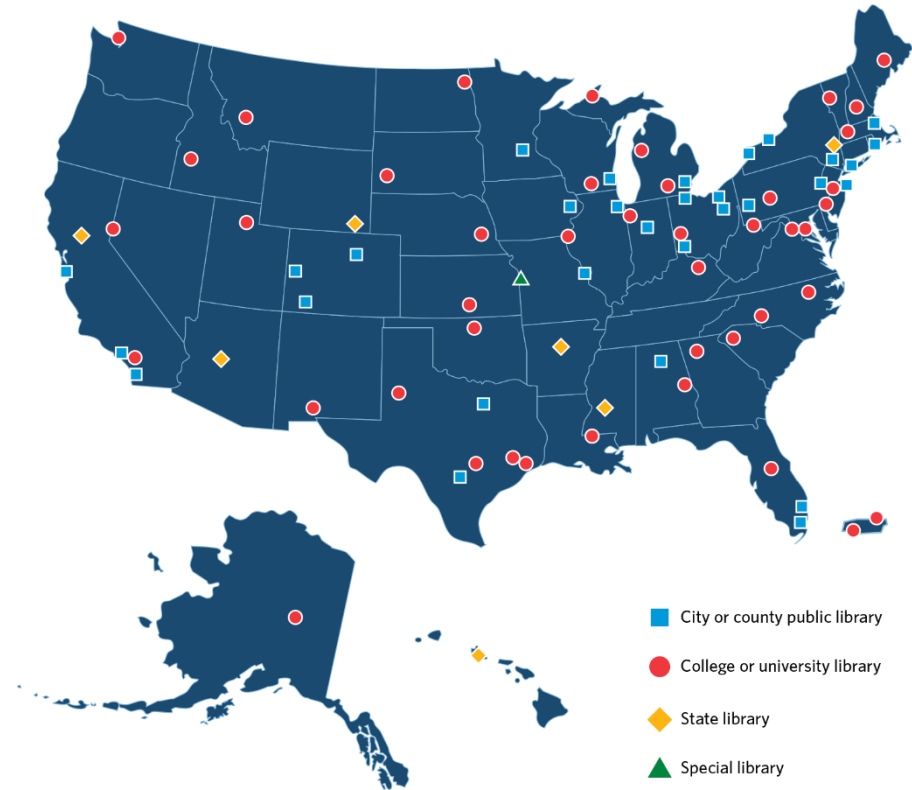 City or county public library
College or university library
State library
Special library